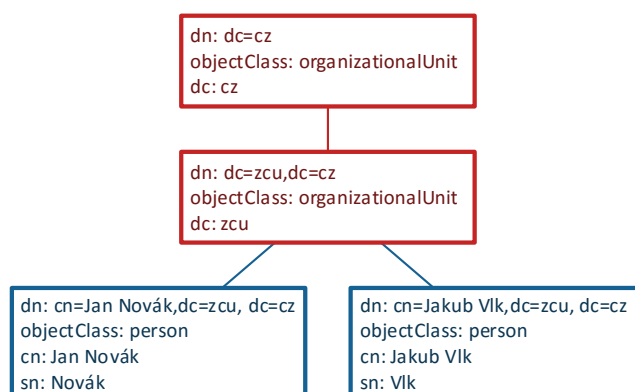 dn: dc=cz
objectClass: organizationalUnit
dc: cz
dn: dc=zcu,dc=cz
objectClass: organizationalUnit
dc: zcu
dn: cn=Jan Novák,dc=zcu, dc=cz
objectClass: person
cn: Jan Novák
sn: Novák
dn: cn=Jakub Vlk,dc=zcu, dc=cz
objectClass: person
cn: Jakub Vlk
sn: Vlk